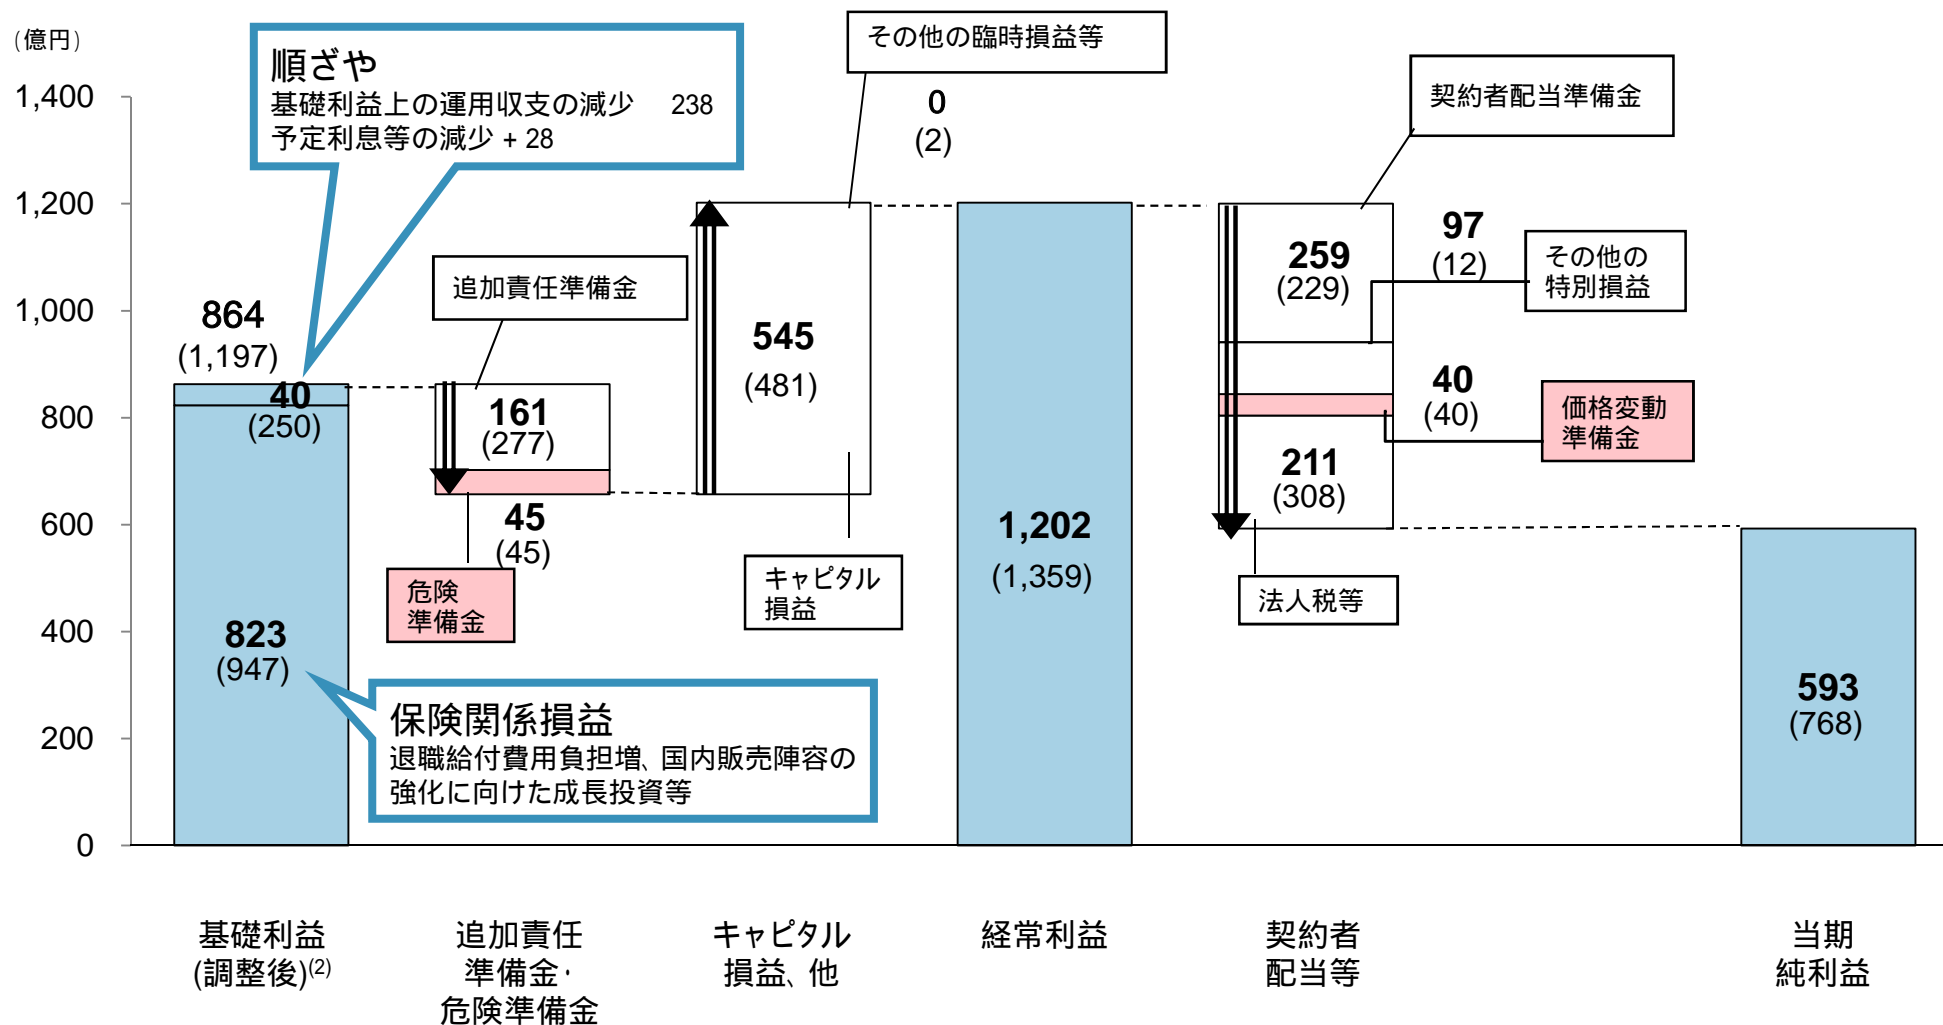 (億円)
1,400
1,200
1,000
800
600
400
200
0
順ざや
基礎利益上の運用収支の減少 238
予定利息等の減少 + 28
864
(1,197)
40
(250)
823
(947)
保険関係損益
退職給付費用負担増、国内販売陣容の
強化に向けた成長投資等
追加責任準備金
161
(277)
45
(45)
危険
準備金
その他の臨時損益等
0
(2)
545
(481)
キャピタル
損益
1,202
(1,359)
契約者配当準備金
259
(229)
97
(12)
その他の
特別損益
40
(40)
価格変動
準備金
211
(308)
法人税等
593
(768)
基礎利益
(調整後)(2)
追加責任
準備金・
危険準備金
キャピタル
損益、他
経常利益
契約者
配当等
当期
純利益